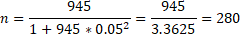 n = 945 / (1 + 945 * 0.05²) = 945 / 3.3625 = 280